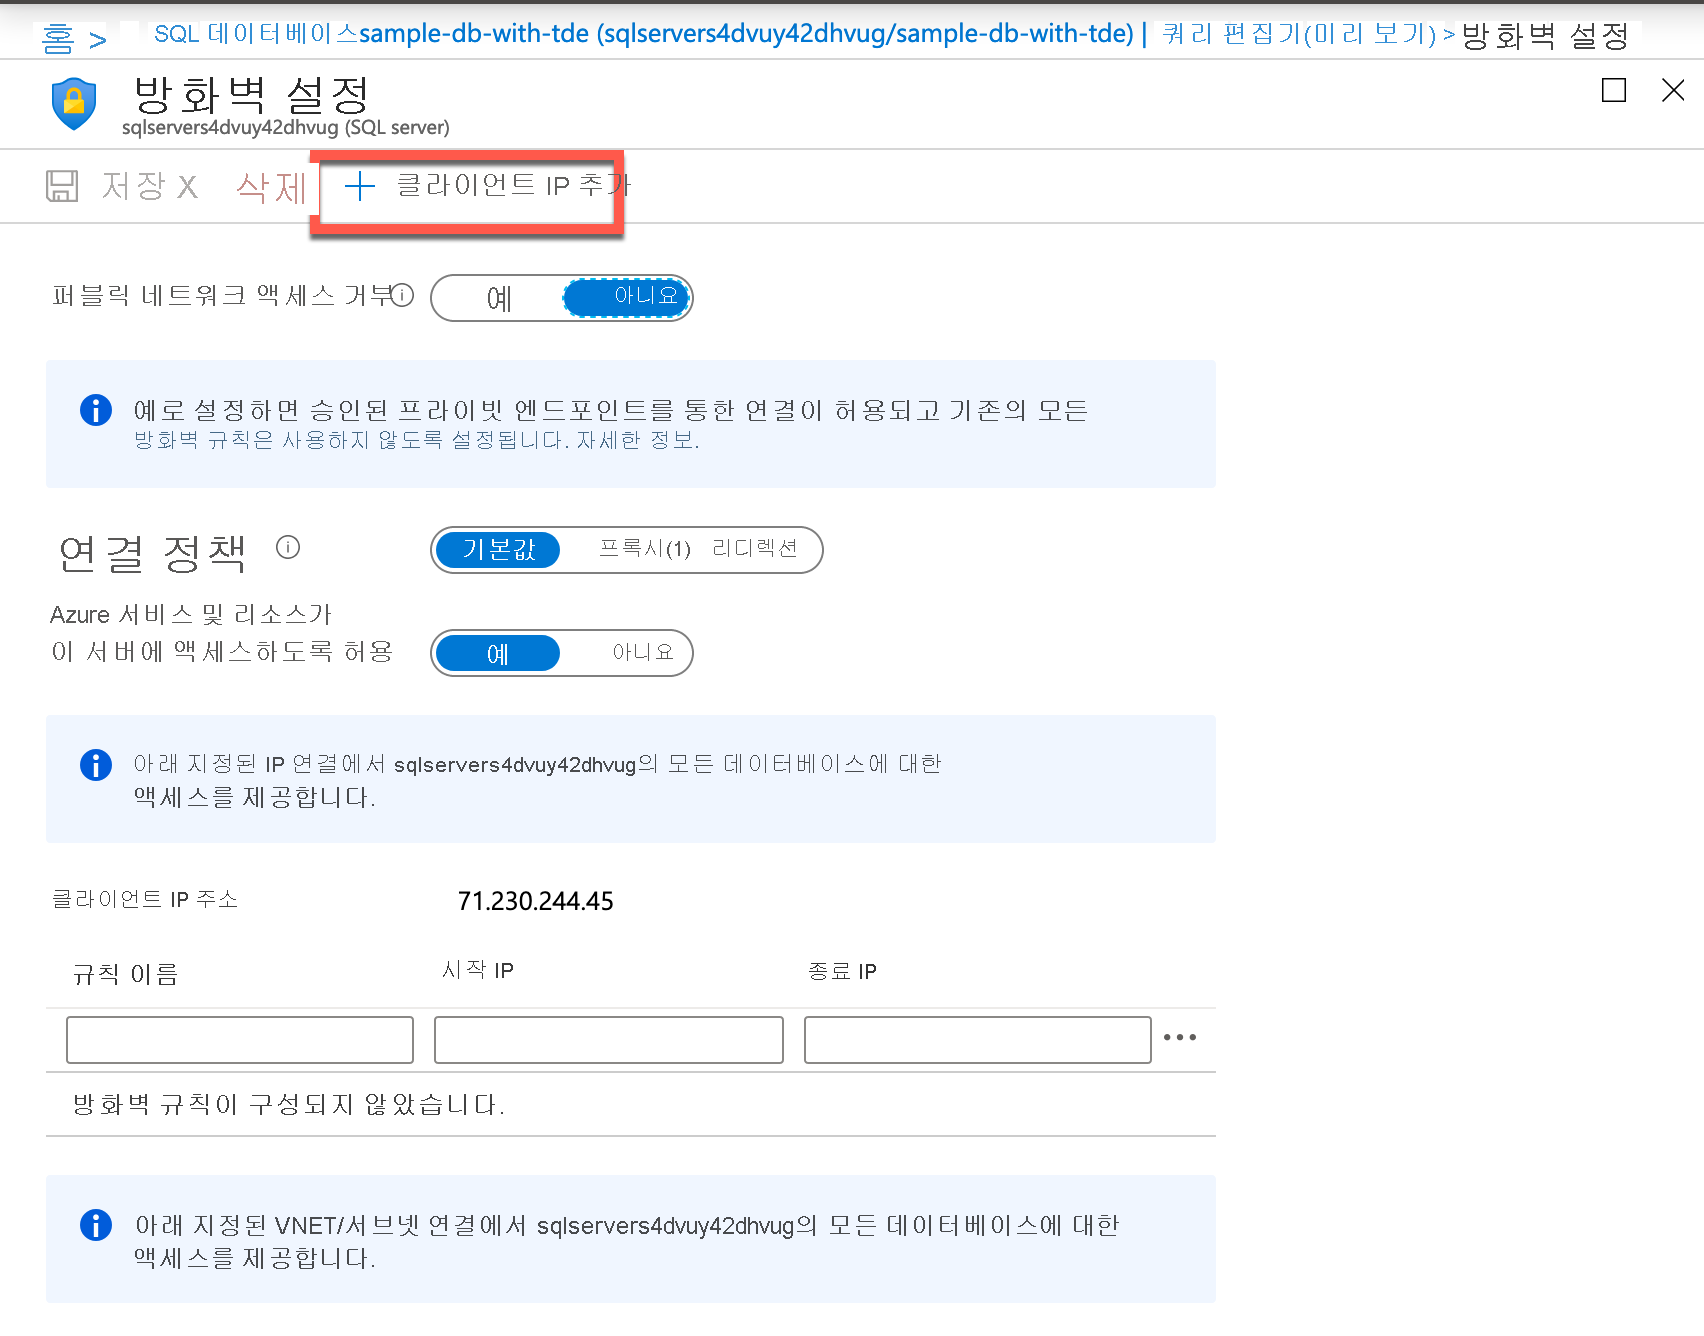 홈 > SQL 데이터베이스sample-db-with-tde (sqlservers4dvuy42dhvug/sample-db-with-tde) | 쿼리 편집기(미리 보기) > 방화벽 설정
방화벽 설정
sqlservers4dvuy42dhvug (SQL server)
저장 X 삭제 + 클라이언트 IP 추가
퍼블릭 네트워크 액세스 거부 예 아니요
예로 설정하면 승인된 프라이빗 엔드포인트를 통한 연결이 허용되고 기존의 모든
방화벽 규칙은 사용하지 않도록 설정됩니다. 자세한 정보.
연결 정책 기본값 프록시(1) 리디렉션
Azure 서비스 및 리소스가
이 서버에 액세스하도록 허용 예 아니요
아래 지정된 IP 연결에서 sqlservers4dvuy42dhvug의 모든 데이터베이스에 대한
액세스를 제공합니다.
클라이언트 IP 주소 71.230.244.45
규칙 이름 시작 IP 종료 IP
방화벽 규칙이 구성되지 않았습니다.
아래 지정된 VNET/서브넷 연결에서 sqlservers4dvuy42dhvug의 모든 데이터베이스에 대한
액세스를 제공합니다.